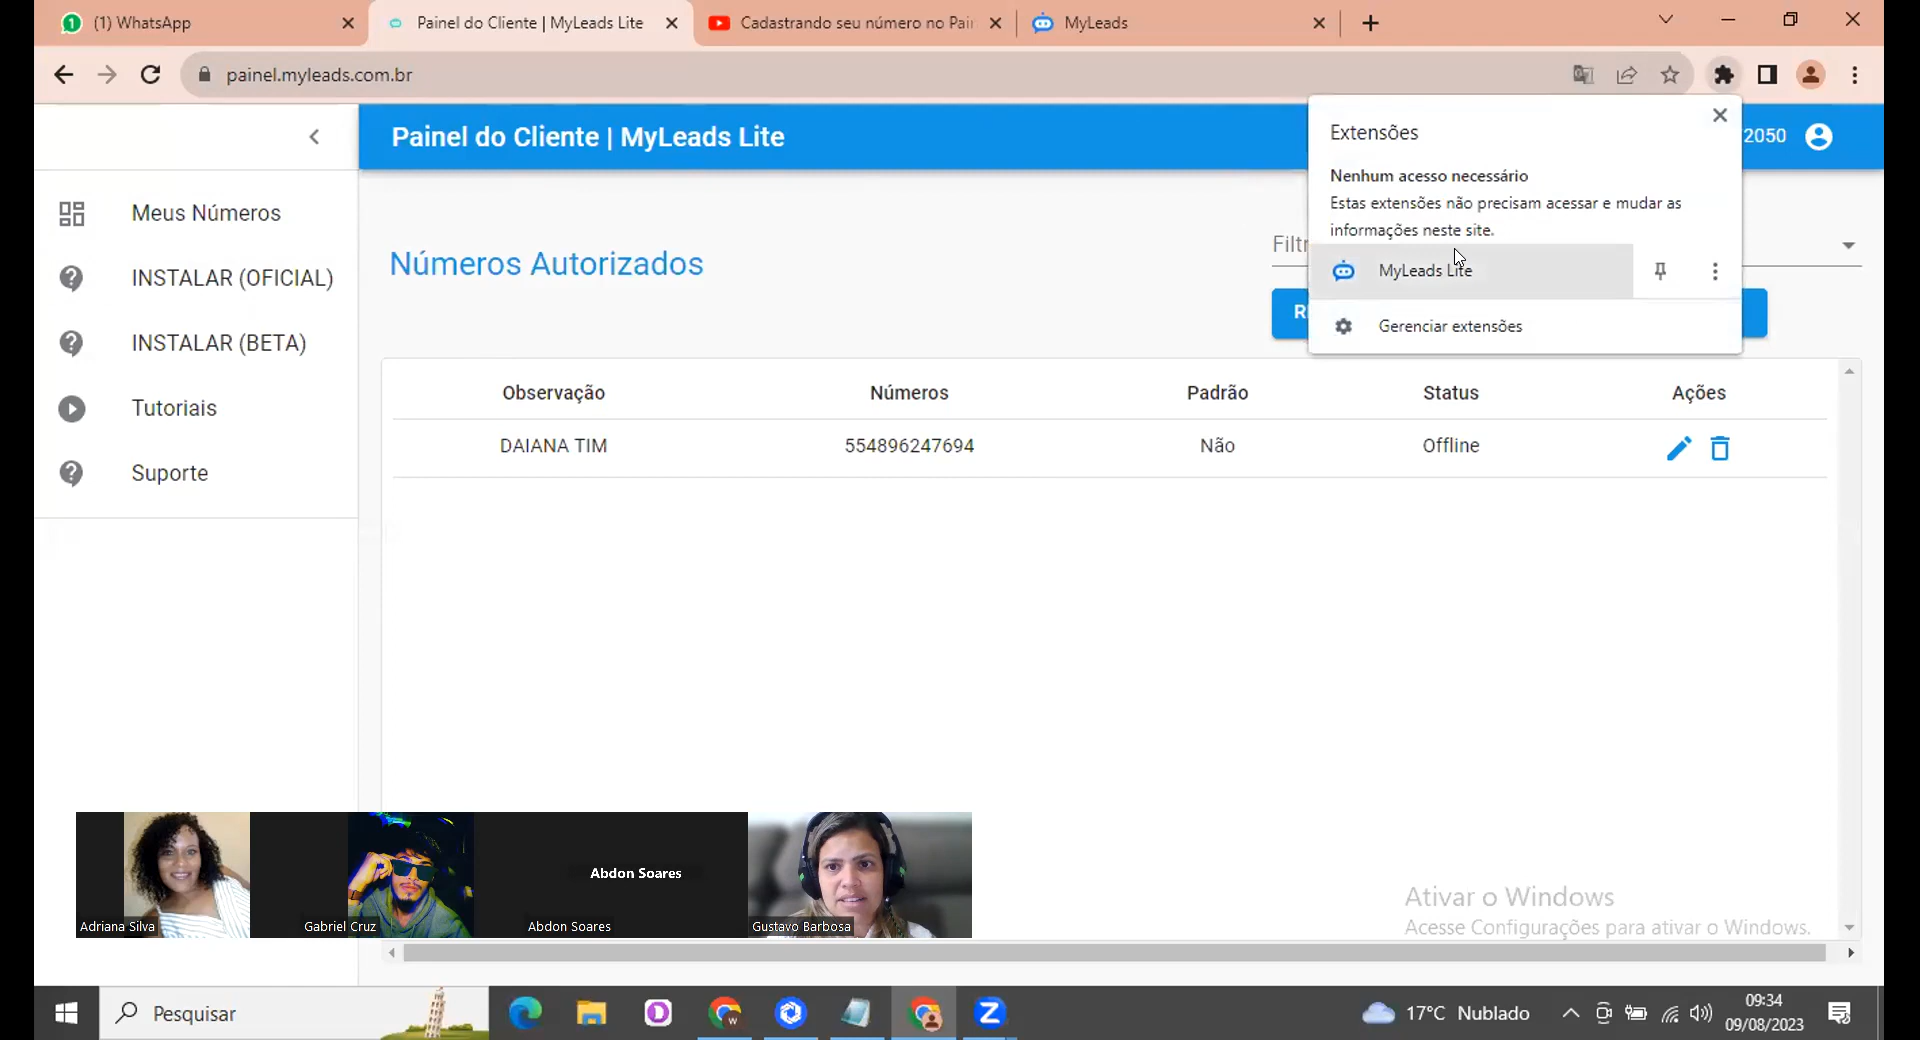 (1) WhatsApp
Painel do Cliente | MyLeads Lite
Cadastrando seu número no Pai
MyLeads
painel.myleads.com.br
Painel do Cliente | MyLeads Lite
2050
Extensões
Nenhum acesso necessário
Estas extensões não precisam acessar e mudar as
informações neste site.
MyLeads Lite
Gerenciar extensões
Meus Números
INSTALAR (OFICIAL)
INSTALAR (BETA)
Tutoriais
Suporte
Números Autorizados
Filtr
R
Observação Números Padrão Status Ações
DAIANA TIM 554896247694 Não Offline
Abdon Soares
Adriana Silva
Gabriel Cruz
Abdon Soares
Gustavo Barbosa
Ativar o Windows
Acesse Configurações para ativar o Windows.
Pesquisar
17°C Nublado
09:34
09/08/2023